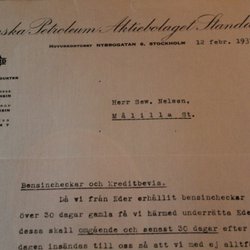 ska Petroleum Aktiebolaget Standa
HUVUDKONTORET NYBROGATAN 6, STOCKHOLM
12 febr. 193
Herr Sew. Nelsen,
Målilla St.
Bensincheckar och kreditbevis.
Då vi från Eder erhållit bensincheckar
över 30 dagar gamla få vi härmed underrätta Eder
dessa skall omgående och senast 30 dagar efter
dagen insändas till oss så att vi med ej alltf